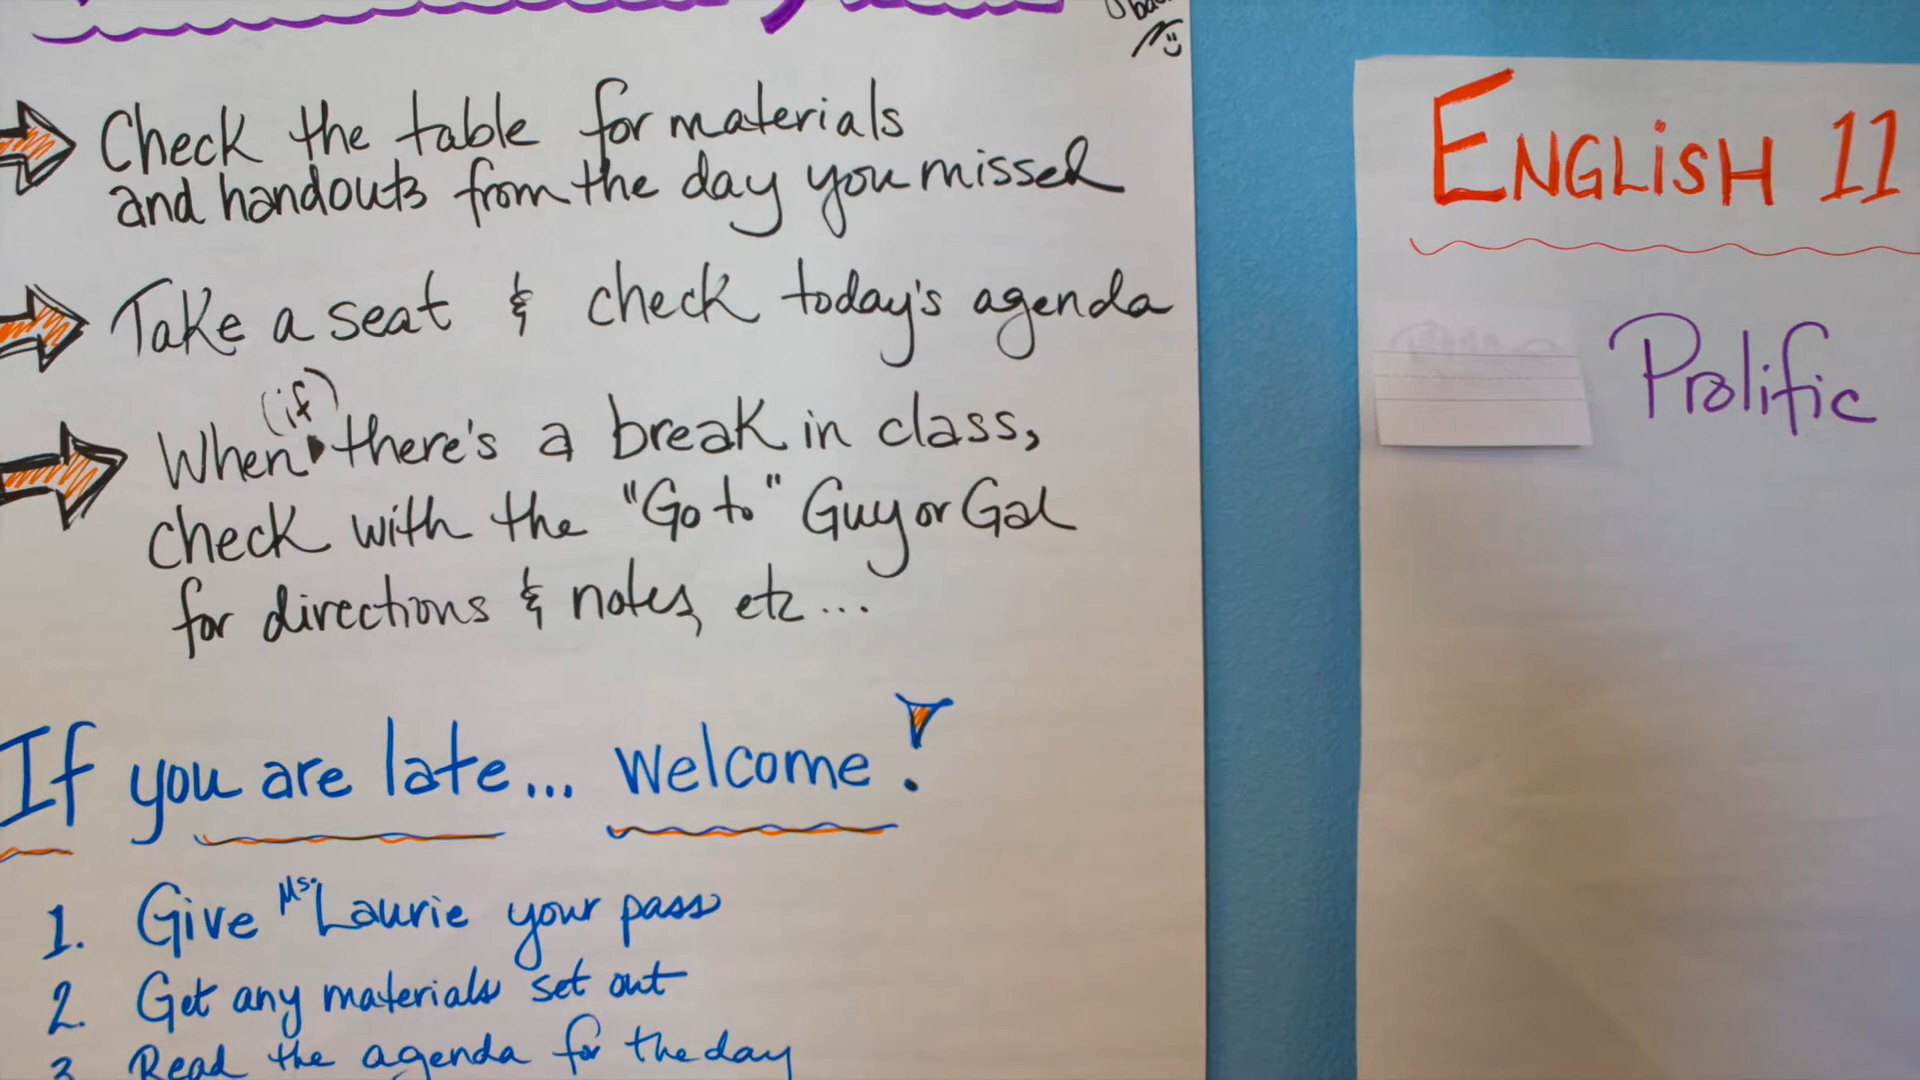 Check the table for materials
and handouts from the day you missed
Take a seat & check today's agenda
(if)
When there's a break in class,
check with the "Go to" Guy or Gal
for directions & notes, etc...
If you are late... Welcome!
1. Give Ms. Laurie your pass
2. Get any materials set out
3. Read the agenda for the day
ENGLiSH 11
Prolific